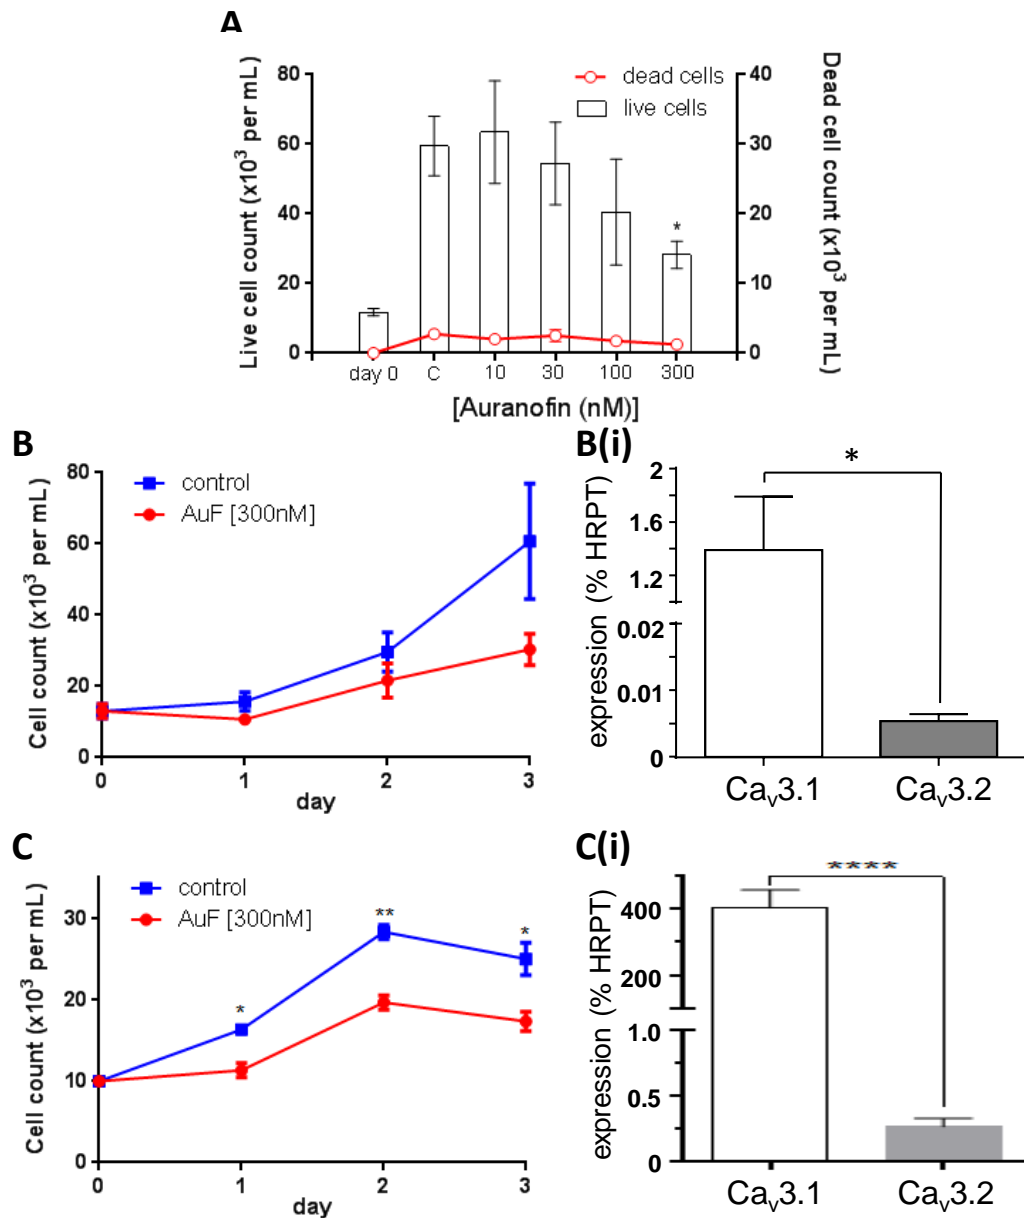 A
Live cell count (x10³ per mL)
80
60
40
20
0
dead cells
live cells
*
40
30
20
10
0
Dead cell count (x10³ per mL)
day 0 C 10 30 100 300
[Auranofin (nM)]
B
Cell count (x10³ per mL)
80
60
40
20
0
control
AuF [300nM]
0 1 2 3
day
B(i)
expression (% HRPT)
2
1.6
1.2
0.02
0.01
0
*
Caᵥ3.1 Caᵥ3.2
C
Cell count (x10³ per mL)
30
20
10
0
control
AuF [300nM]
*
**
*
0 1 2 3
day
C(i)
expression (% HRPT)
400
200
1.0
0.5
0
****
Caᵥ3.1 Caᵥ3.2